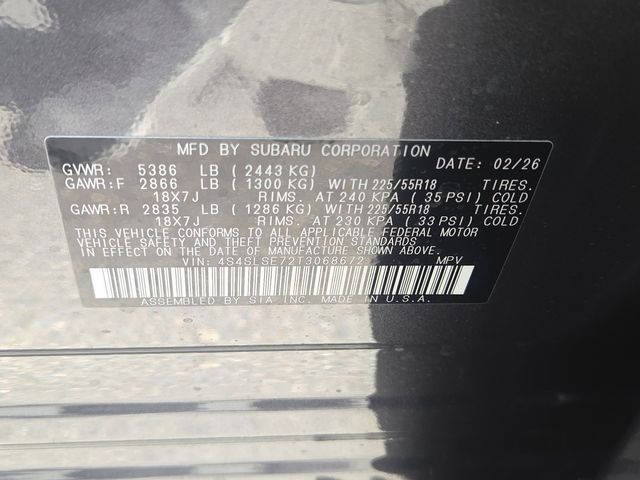 MFD BY SUBARU CORPORATION
GVWR: 5386 LB (2443 KG) DATE: 02/26
GAWR:F 2866 LB (1300 KG) WITH 225/55R18 TIRES.
18X7J RIMS. AT 240 KPA (35 PSI) COLD
GAWR:R 2835 LB (1286 KG) WITH 225/55R18 TIRES.
18X7J RIMS. AT 230 KPA (33 PSI) COLD
THIS VEHICLE CONFORMS TO ALL APPLICABLE FEDERAL MOTOR
VEHICLE SAFETY AND THEFT PREVENTION STANDARDS
IN EFFECT ON THE DATE OF MANUFACTURE SHOWN ABOVE.
VIN: 4S4SLSE72T3068672 MPV
ASSEMBLED BY SIA INC. MADE IN U.S.A.